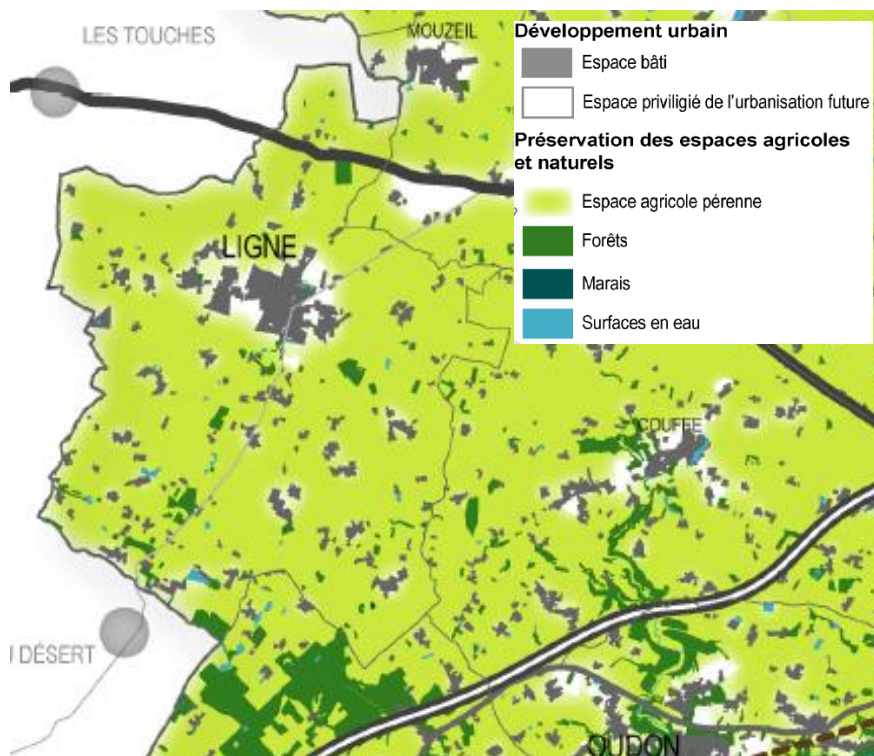 LES TOUCHES
MOUZEIL
Développement urbain
Espace bâti
Espace priviligié de l'urbanisation future
Préservation des espaces agricoles
et naturels
Espace agricole pérenne
Forêts
Marais
Surfaces en eau
LIGNE
COUFFE
DÉSERT
OUDON